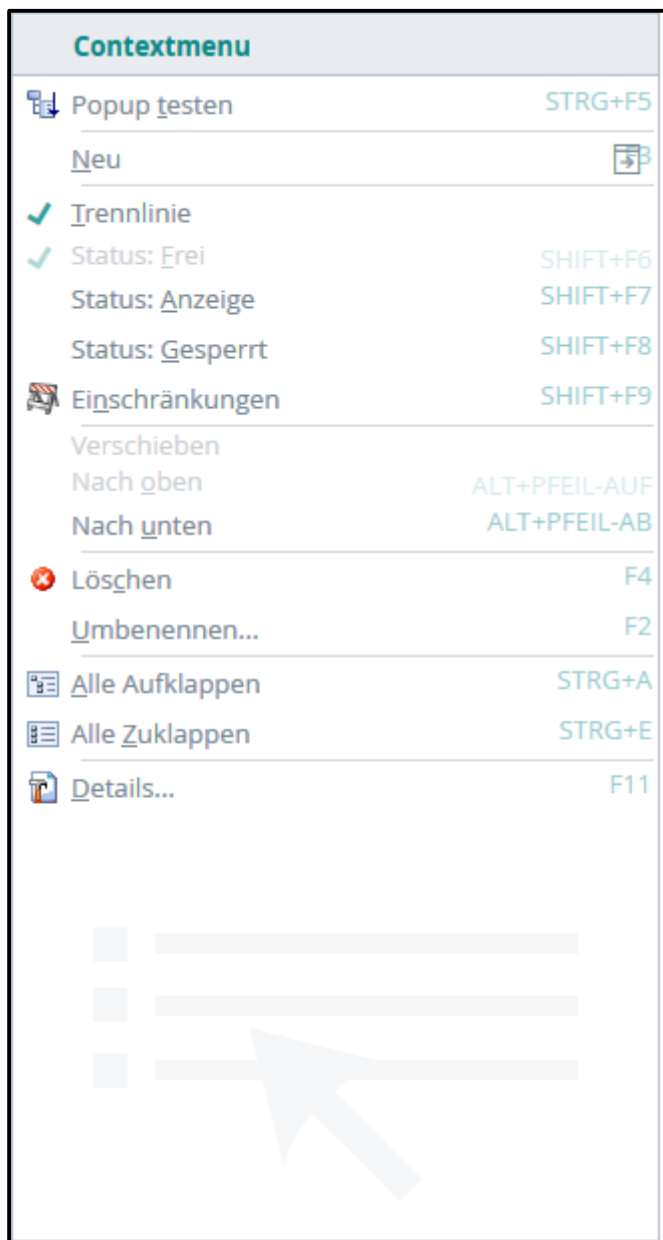 Contextmenu
Popup testen STRG+F5
Neu
Trennlinie
Status: Frei SHIFT+F6
Status: Anzeige SHIFT+F7
Status: Gesperrt SHIFT+F8
Einschränkungen SHIFT+F9
Verschieben
Nach oben ALT+PFEIL-AUF
Nach unten ALT+PFEIL-AB
Löschen F4
Umbenennen... F2
Alle Aufklappen STRG+A
Alle Zuklappen STRG+E
Details... F11